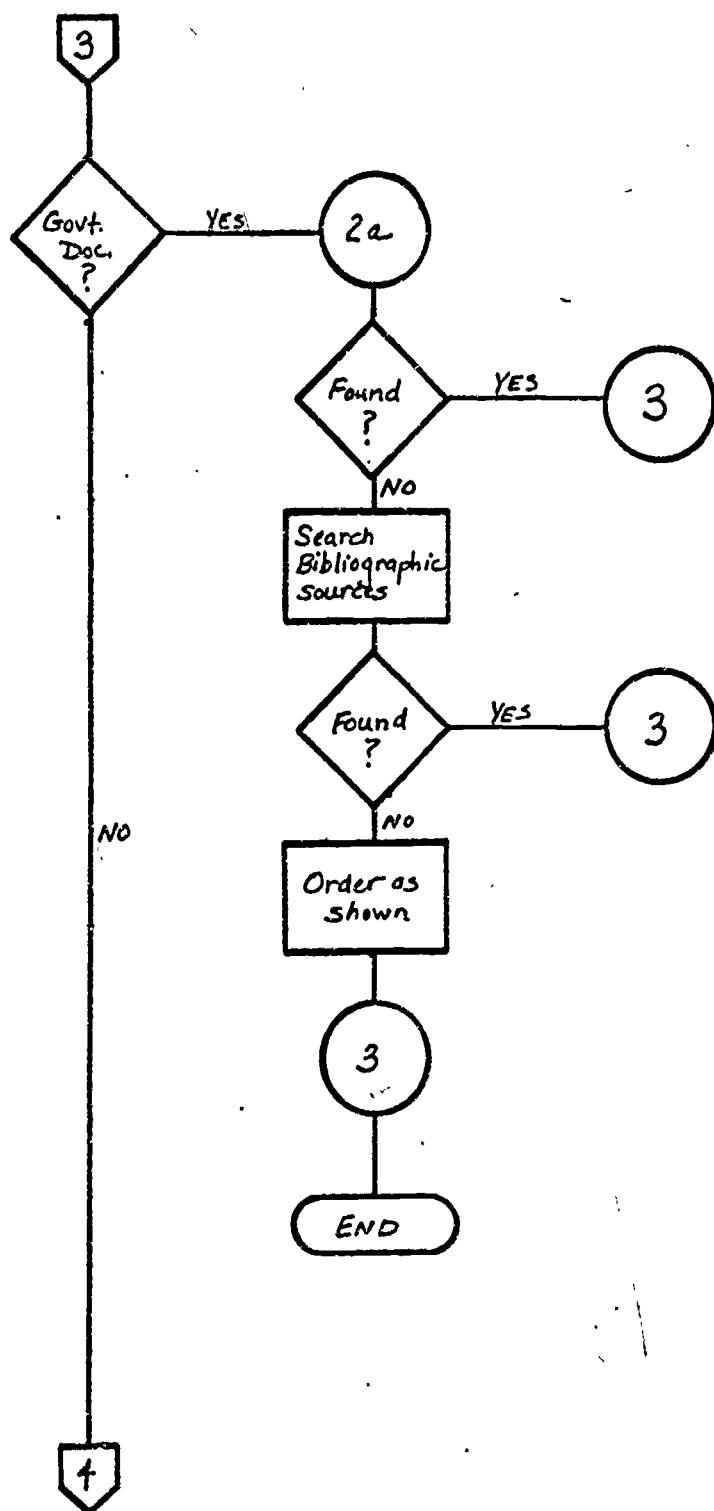 3
Govt.
Doc.
?
YES
2a
Found
?
YES
3
NO
Search
Bibliographic
sources
Found
?
YES
3
NO
NO
Order as
shown
3
END
4